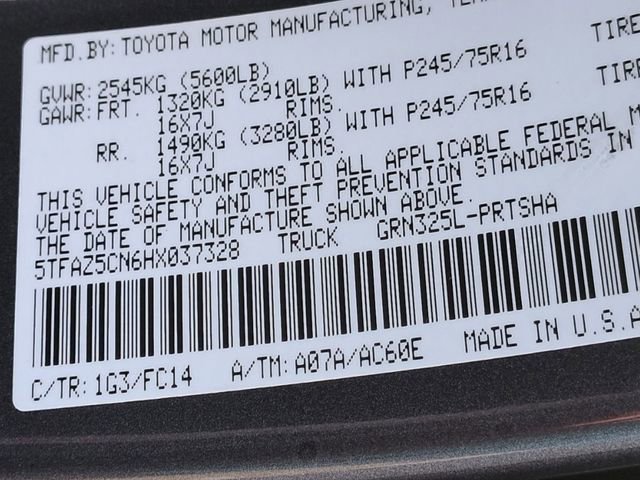 MFD.BY: TOYOTA MOTOR MANUFACTURING,
GVWR: 2545KG (5600LB)
GAWR: FRT. 1320KG (2910LB) WITH P245/75R16 TIRE
16X7J RIMS.
RR. 1490KG (3280LB) WITH P245/75R16 TIRE
16X7J RIMS.
THIS VEHICLE CONFORMS TO ALL APPLICABLE FEDERAL
VEHICLE SAFETY AND THEFT PREVENTION STANDARDS IN
THE DATE OF MANUFACTURE SHOWN ABOVE.
5TFAZ5CN6HX037328 TRUCK GRN325L-PRTSHA
C/TR: 1G3/FC14 A/TM: A07A/AC60E MADE IN U.S.A